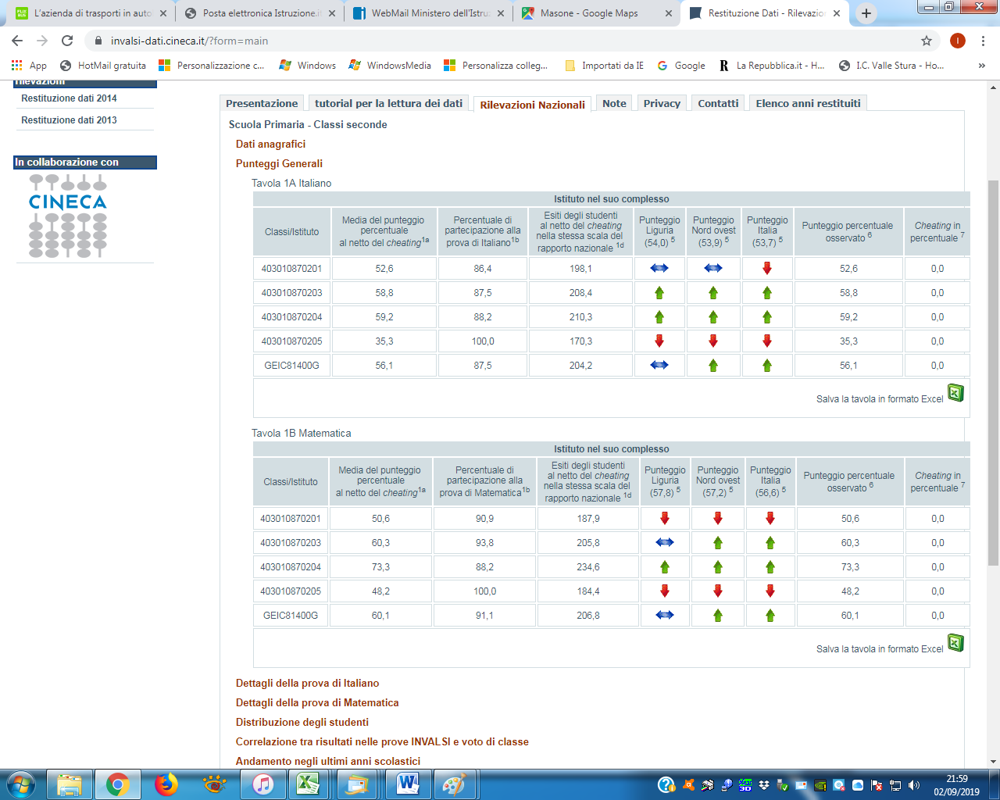 L'azienda di trasporti in autob
Posta elettronica Istruzione.it
WebMail Ministero dell'Istruz
Masone - Google Maps
Restituzione Dati - Rilevazion
invalsi-dati.cineca.it/?form=main
App
HotMail gratuita
Personalizzazione c...
Windows
WindowsMedia
Personalizza colleg...
Importati da IE
Google
La Repubblica.it - H...
I.C. Valle Stura - Ho...
»
rilevazioni
Restituzione dati 2014
Restituzione dati 2013
In collaborazione con
CINECA
Presentazione
tutorial per la lettura dei dati
Rilevazioni Nazionali
Note
Privacy
Contatti
Elenco anni restituiti
Scuola Primaria - Classi seconde
Dati anagrafici
Punteggi Generali
Tavola 1A Italiano
Istituto nel suo complesso
Classi/Istituto | Media del punteggio percentuale al netto del cheating1a | Percentuale di partecipazione alla prova di Italiano1b | Esiti degli studenti al netto del cheating nella stessa scala del rapporto nazionale 1d | Punteggio Liguria (54,0) 5 | Punteggio Nord ovest (53,9) 5 | Punteggio Italia (53,7) 5 | Punteggio percentuale osservato 6 | Cheating in percentuale 7
403010870201 52,6 86,4 198,1 52,6 0,0
403010870203 58,8 87,5 208,4 58,8 0,0
403010870204 59,2 88,2 210,3 59,2 0,0
403010870205 35,3 100,0 170,3 35,3 0,0
GEIC81400G 56,1 87,5 204,2 56,1 0,0
Salva la tavola in formato Excel
Tavola 1B Matematica
Istituto nel suo complesso
Classi/Istituto | Media del punteggio percentuale al netto del cheating1a | Percentuale di partecipazione alla prova di Matematica1b | Esiti degli studenti al netto del cheating nella stessa scala del rapporto nazionale 1d | Punteggio Liguria (57,8) 5 | Punteggio Nord ovest (57,2) 5 | Punteggio Italia (56,6) 5 | Punteggio percentuale osservato 6 | Cheating in percentuale 7
403010870201 50,6 90,9 187,9 50,6 0,0
403010870203 60,3 93,8 205,8 60,3 0,0
403010870204 73,3 88,2 234,6 73,3 0,0
403010870205 48,2 100,0 184,4 48,2 0,0
GEIC81400G 60,1 91,1 206,8 60,1 0,0
Salva la tavola in formato Excel
Dettagli della prova di Italiano
Dettagli della prova di Matematica
Distribuzione degli studenti
Correlazione tra risultati nelle prove INVALSI e voto di classe
Andamento negli ultimi anni scolastici
21:59
02/09/2019